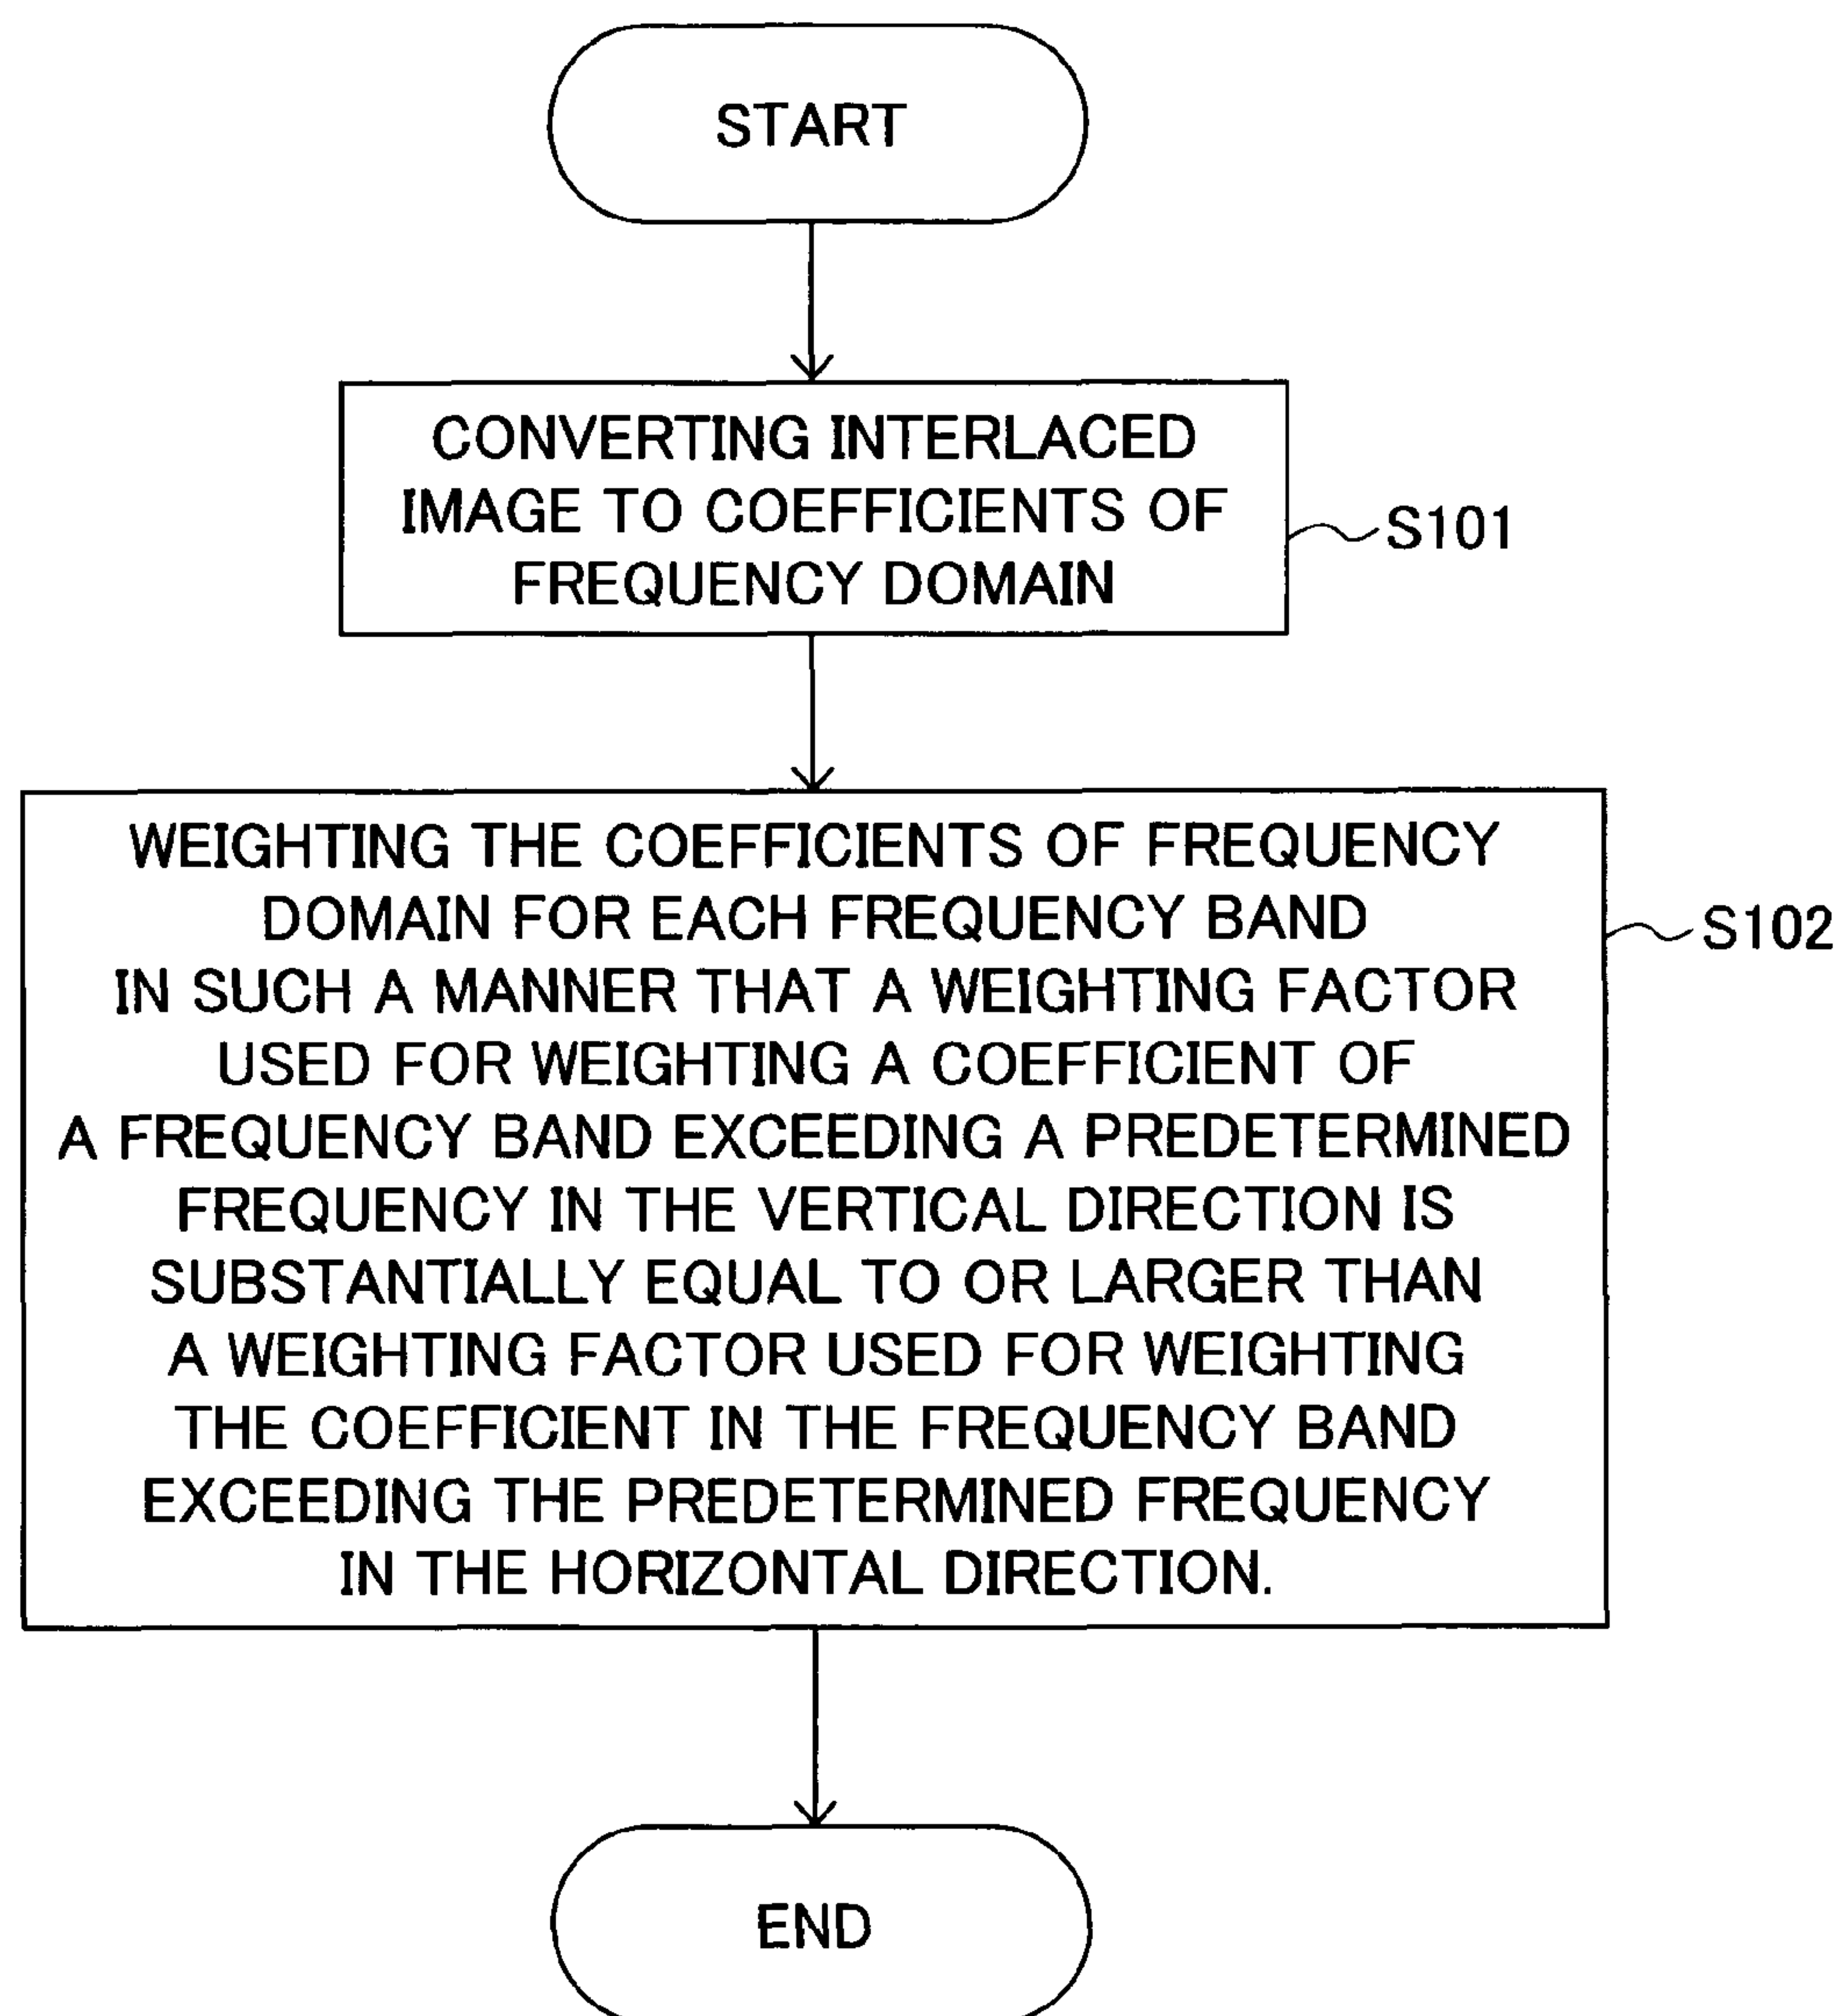 START
CONVERTING INTERLACED
IMAGE TO COEFFICIENTS OF
FREQUENCY DOMAIN
S101
WEIGHTING THE COEFFICIENTS OF FREQUENCY
DOMAIN FOR EACH FREQUENCY BAND
IN SUCH A MANNER THAT A WEIGHTING FACTOR
USED FOR WEIGHTING A COEFFICIENT OF
A FREQUENCY BAND EXCEEDING A PREDETERMINED
FREQUENCY IN THE VERTICAL DIRECTION IS
SUBSTANTIALLY EQUAL TO OR LARGER THAN
A WEIGHTING FACTOR USED FOR WEIGHTING
THE COEFFICIENT IN THE FREQUENCY BAND
EXCEEDING THE PREDETERMINED FREQUENCY
IN THE HORIZONTAL DIRECTION.
S102
END